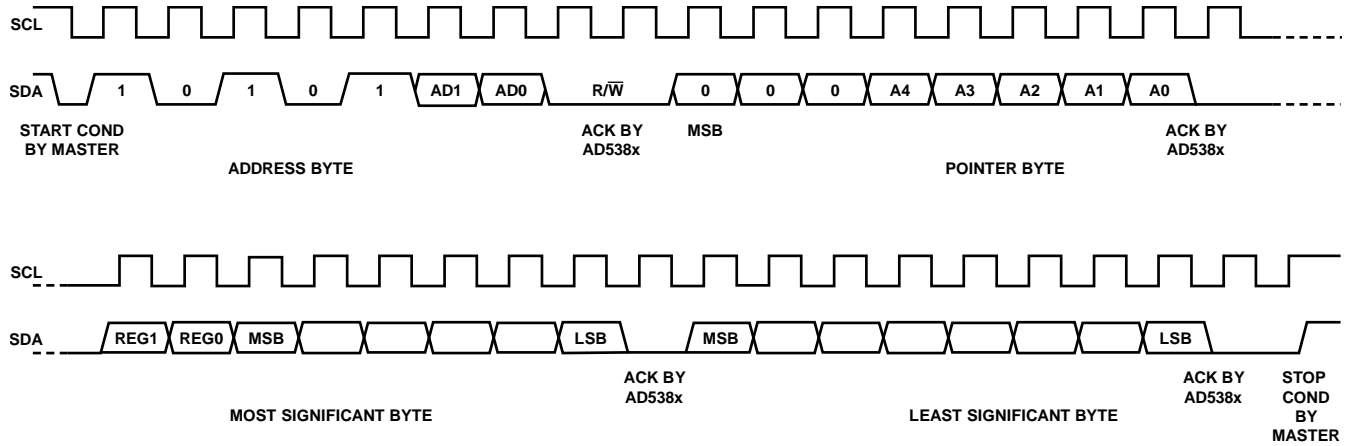 SCL
SDA 1 0 1 0 1 AD1 AD0 R/W̅ 0 0 0 A4 A3 A2 A1 A0
START COND
BY MASTER
ACK BY
AD538x
MSB
ACK BY
AD538x
ADDRESS BYTE
POINTER BYTE
SCL
SDA REG1 REG0 MSB LSB MSB LSB
ACK BY
AD538x
ACK BY
AD538x
STOP
COND
BY
MASTER
MOST SIGNIFICANT BYTE
LEAST SIGNIFICANT BYTE